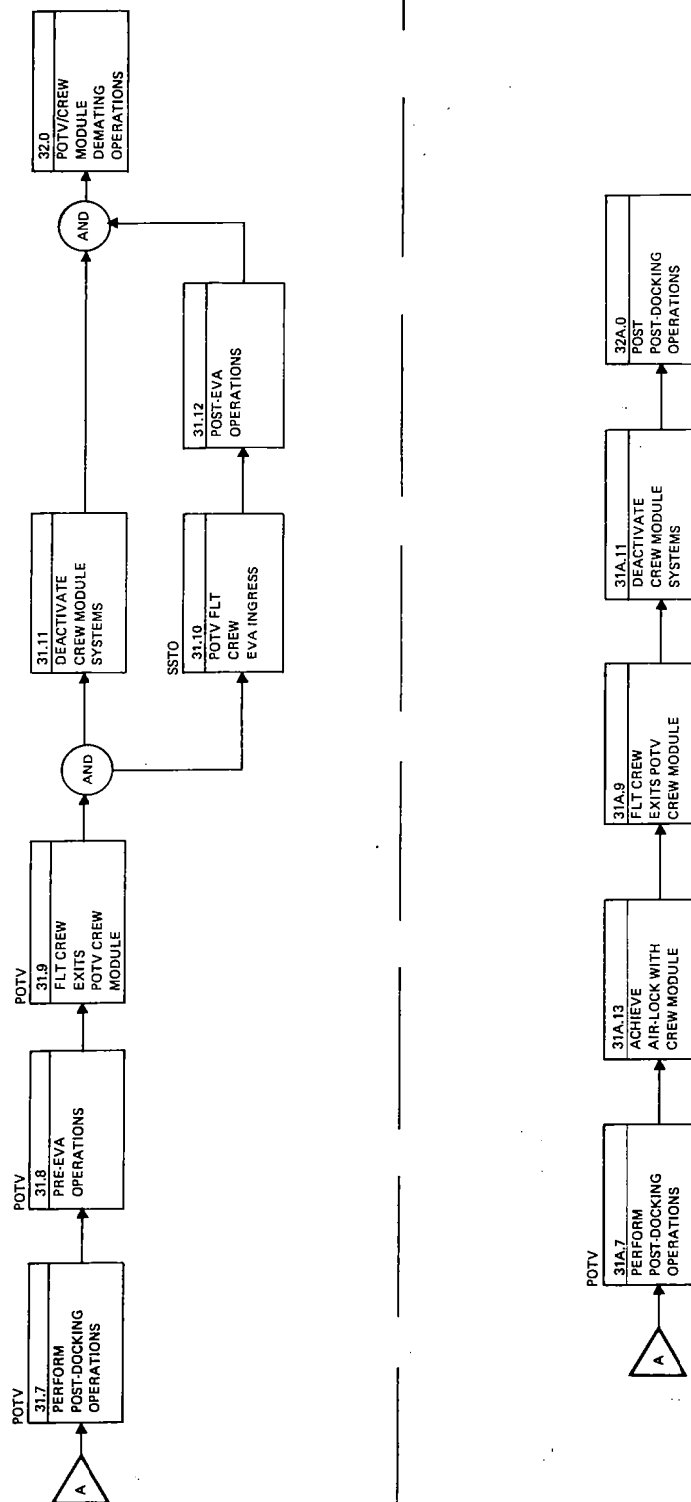 A
POTV
31.7
PERFORM
POST-DOCKING
OPERATIONS
POTV
31.8
PRE-EVA
OPERATIONS
POTV
31.9
FLT CREW
EXITS
POTV CREW
MODULE
AND
31.11
DEACTIVATE
CREW MODULE
SYSTEMS
SSTO
31.10
POTV FLT
CREW
EVA INGRESS
31.12
POST-EVA
OPERATIONS
AND
32.0
POTV/CREW
MODULE
DEMATING
OPERATIONS
A
POTV
31A.7
PERFORM
POST-DOCKING
OPERATIONS
31A.13
ACHIEVE
AIR-LOCK WITH
CREW MODULE
31A.9
FLT CREW
EXITS POTV
CREW MODULE
31A.11
DEACTIVATE
CREW MODULE
SYSTEMS
32A.0
POST
POST-DOCKING
OPERATIONS